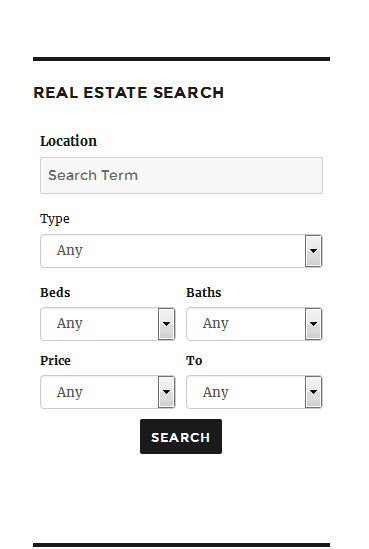 REAL ESTATE SEARCH
Location
Search Term
Type
Any
Beds Baths
Any Any
Price To
Any Any
SEARCH